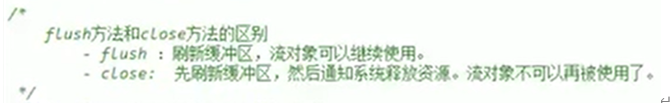 /*
flush方法和close方法的区别
- flush ：刷新缓冲区，流对象可以继续使用。
- close： 先刷新缓冲区，然后通知系统释放资源。流对象不可以再被使用了。
*/